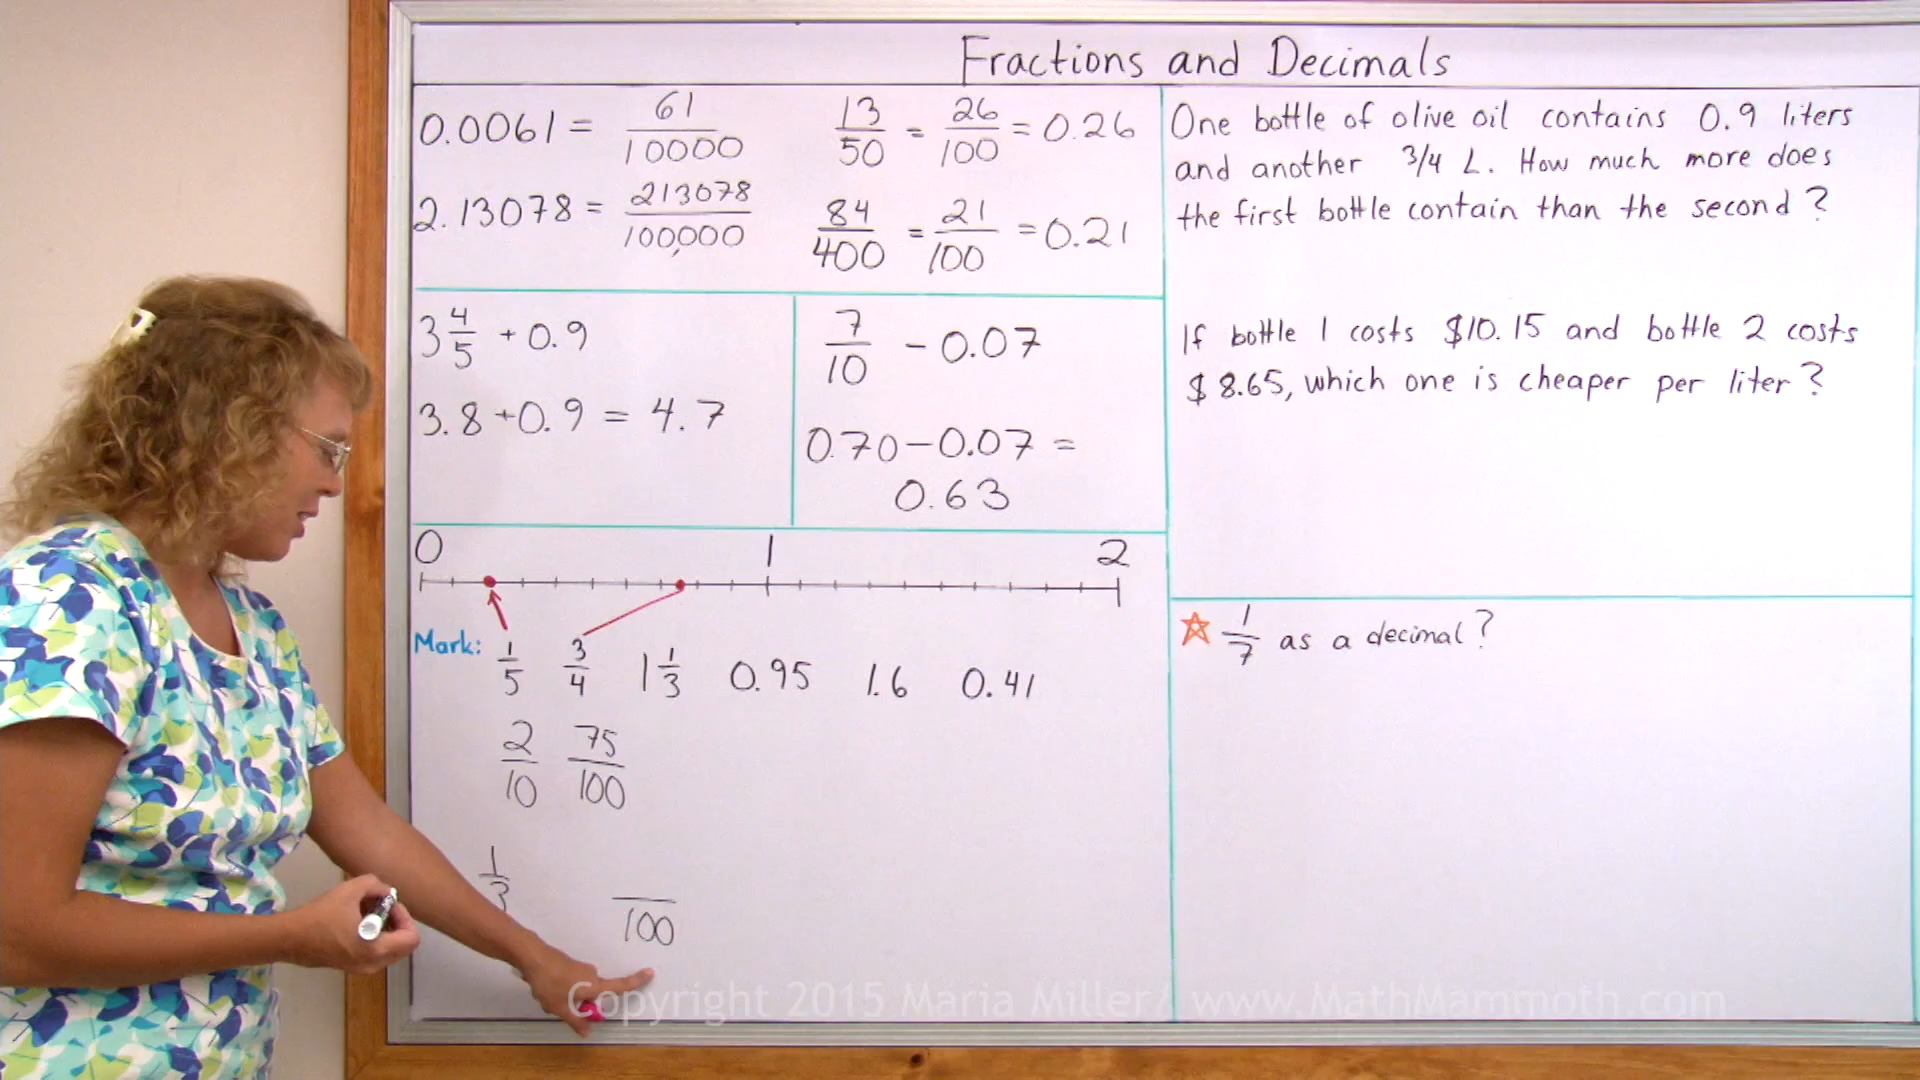 Fractions and Decimals
0.0061 = 61/10000
2.13078 = 213078/100,000
13/50 = 26/100 = 0.26
84/400 = 21/100 = 0.21
3 4/5 + 0.9
3.8 + 0.9 = 4.7
7/10 - 0.07
0.70 - 0.07 =
0.63
0 1 2
Mark: 1/5 3/4 1 1/3 0.95 1.6 0.41
2/10 75/100
1/3 /100
One bottle of olive oil contains 0.9 liters
and another 3/4 L. How much more does
the first bottle contain than the second?
If bottle 1 costs $10.15 and bottle 2 costs
$8.65, which one is cheaper per liter?
1/7 as a decimal?
Copyright 2015 Maria Miller / www.MathMammoth.com